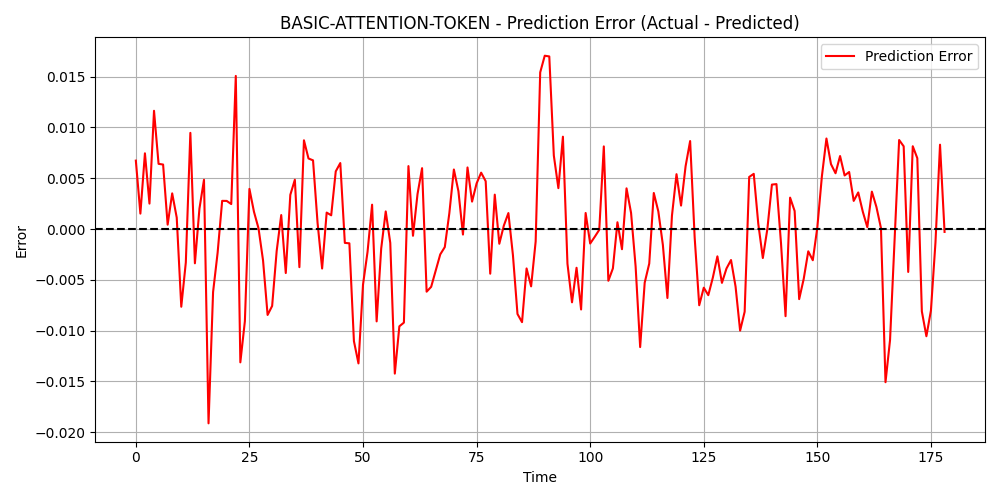 BASIC-ATTENTION-TOKEN - Prediction Error (Actual - Predicted)
Prediction Error
0.015
0.010
0.005
0.000
−0.005
−0.010
−0.015
−0.020
Error
0 25 50 75 100 125 150 175
Time